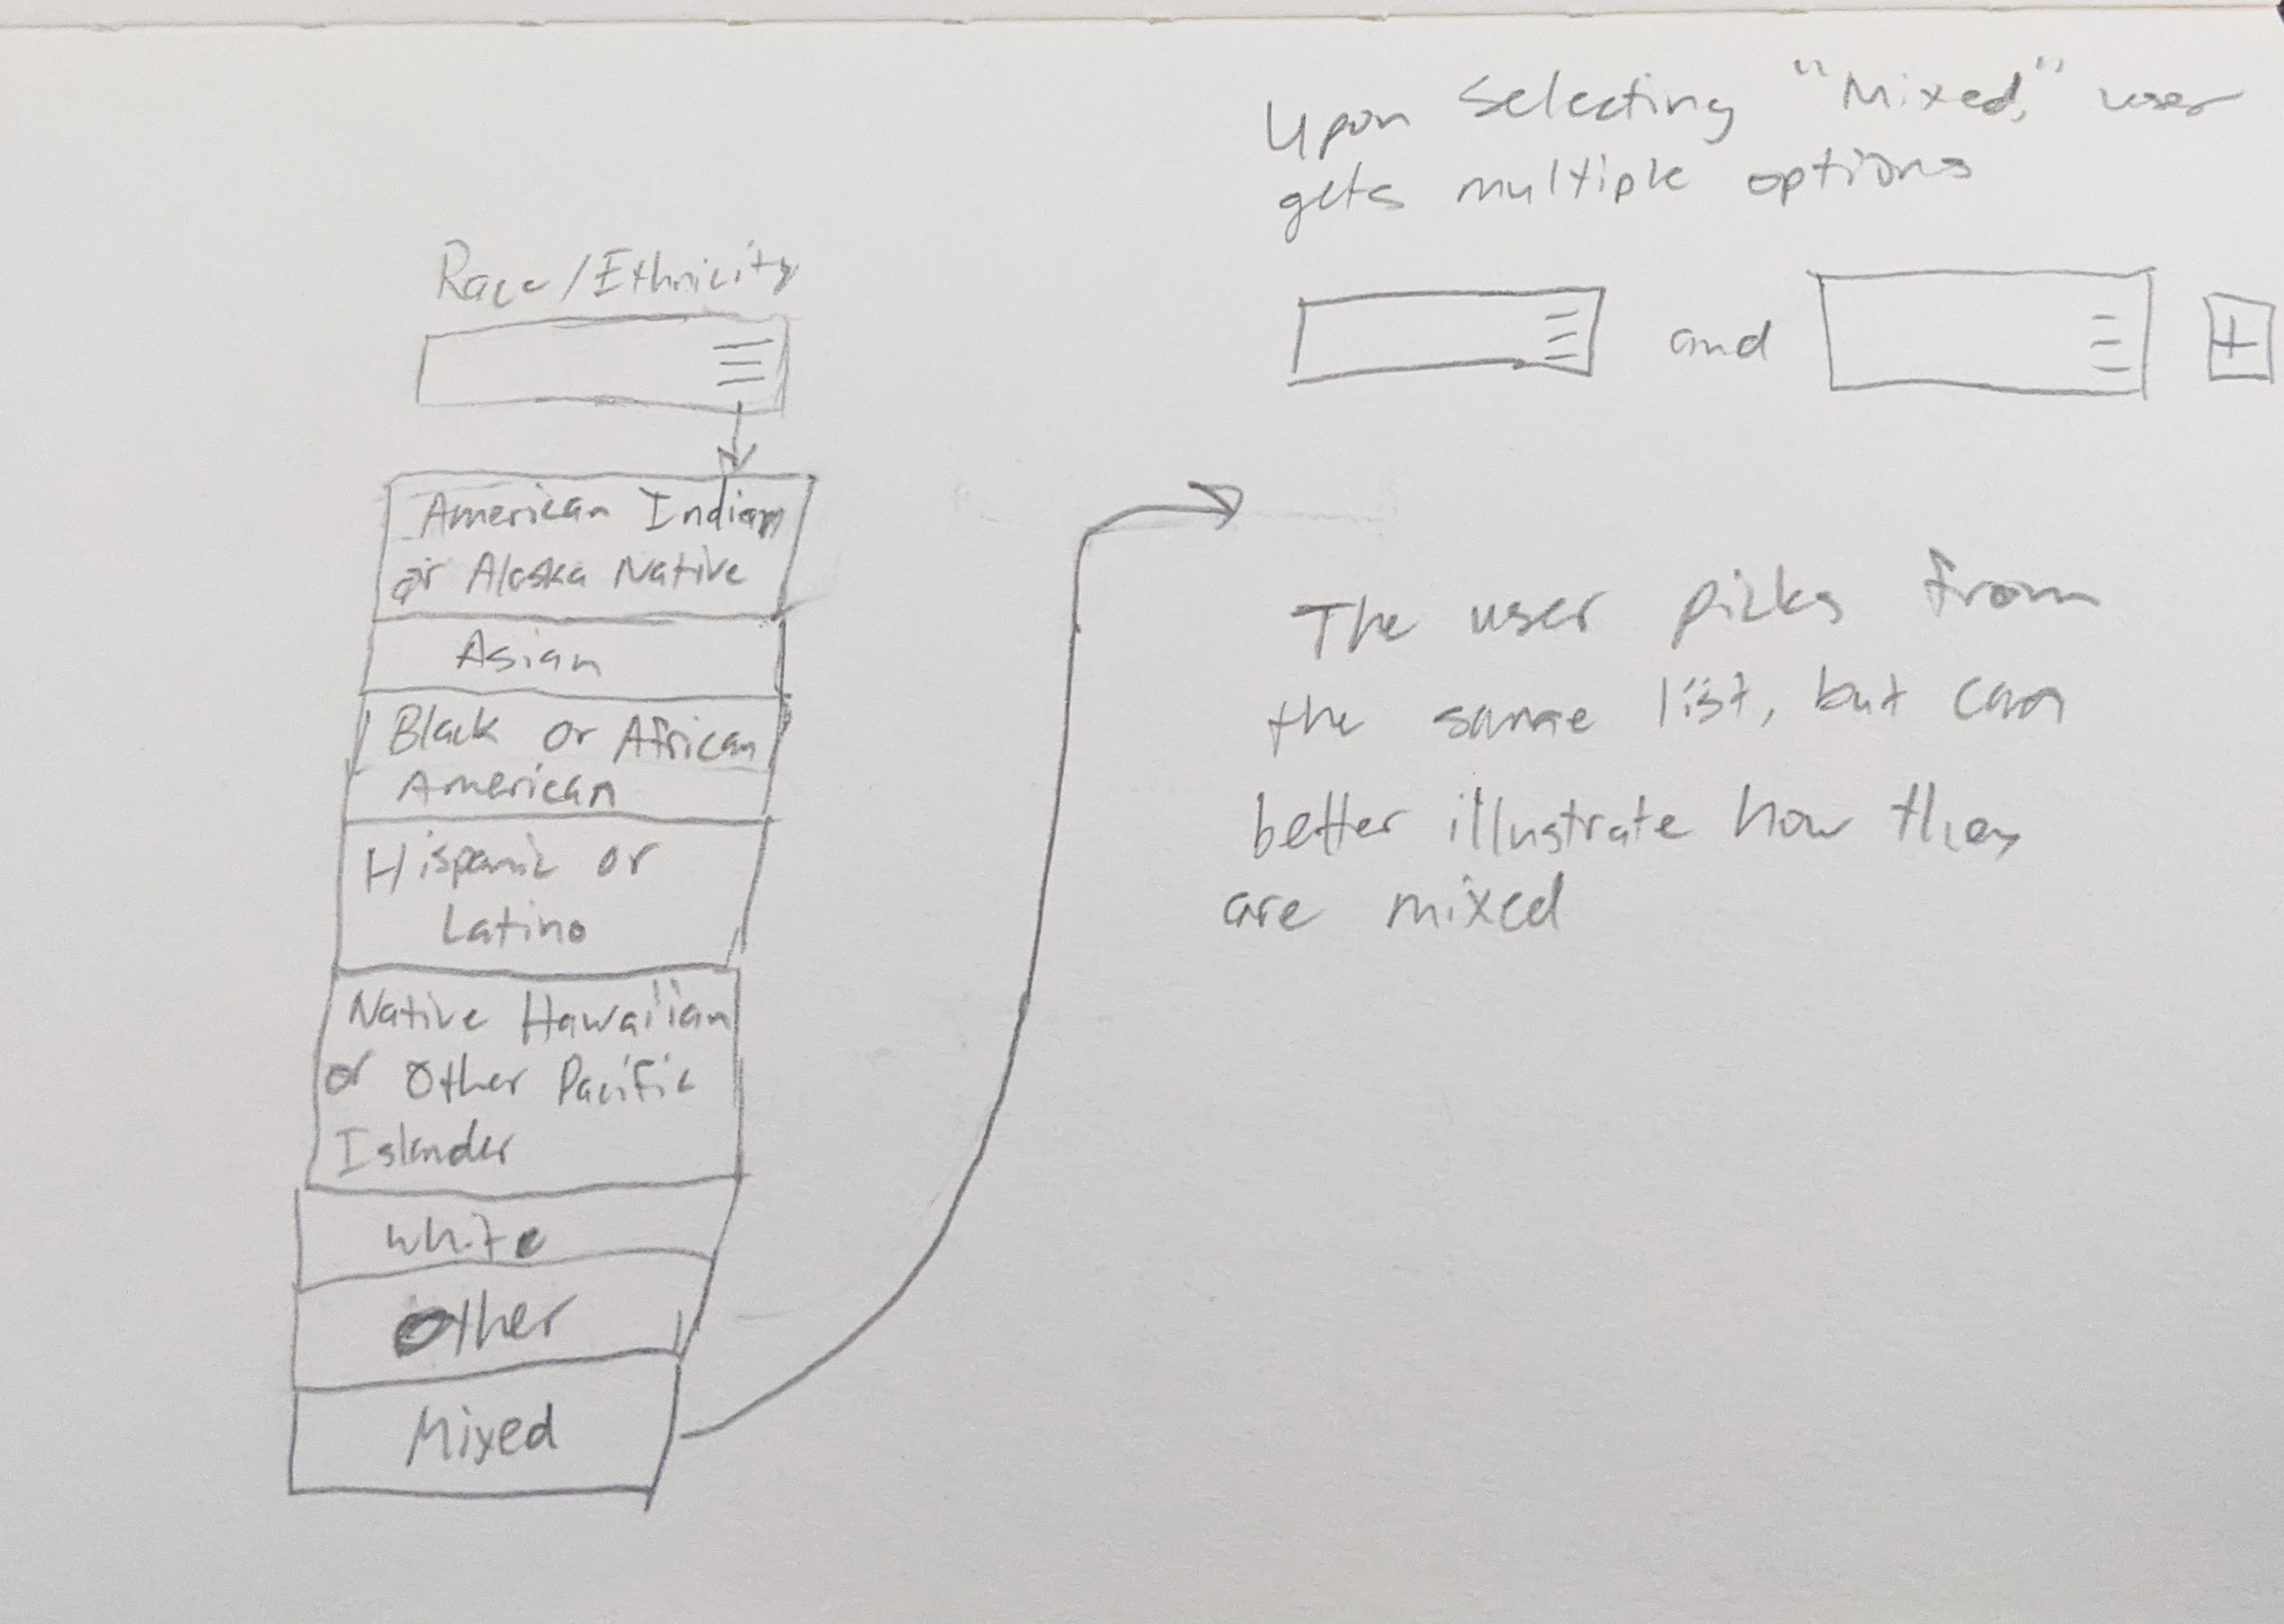 Race/Ethnicity
American Indian
or Alaska Native
Asian
Black or African
American
Hispanic or
Latino
Native Hawaiian
or Other Pacific
Islander
White
Other
Mixed
Upon Selecting "Mixed," user
gets multiple options
and
+
The user picks from
the same list, but can
better illustrate how they
are mixed